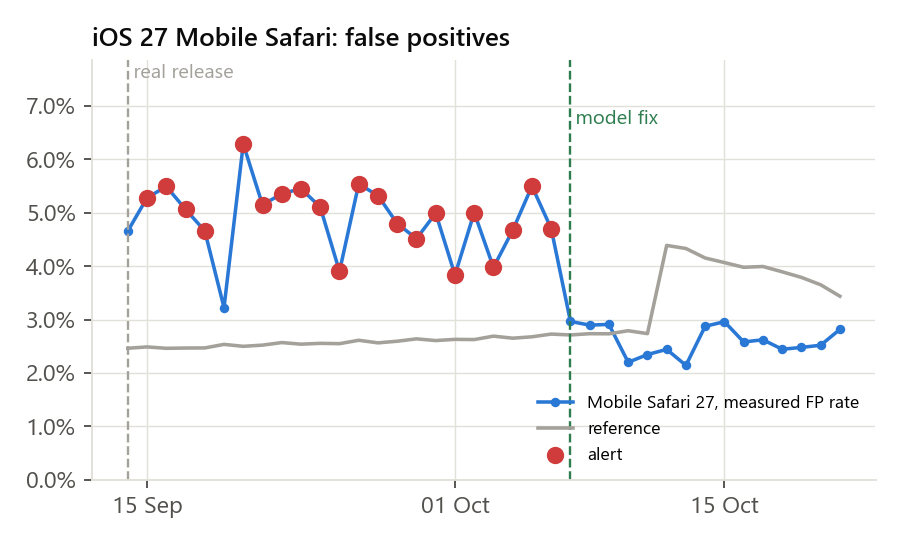 iOS 27 Mobile Safari: false positives
real release
7.0%
model fix
6.0%
5.0%
4.0%
3.0%
2.0%
Mobile Safari 27, measured FP rate
1.0%
reference
alert
0.0%
15 Sep 01 Oct 15 Oct